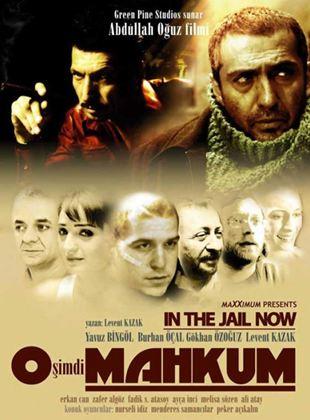 Green Pine Studios sunar
Abdullah Oğuz filmi
MAXXIMUM PRESENTS
IN THE JAIL NOW
yazan: Levent KAZAK
Yavuz BİNGÖL Burhan ÖÇAL Gökhan ÖZOĞUZ Levent KAZAK
O şimdi MAHKUM
erkan can zafer algöz fadik s. atasoy ayça inci melisa sözen ali atay
konuk oyuncular: nurseli idiz menderes samancılar peker açıkalın